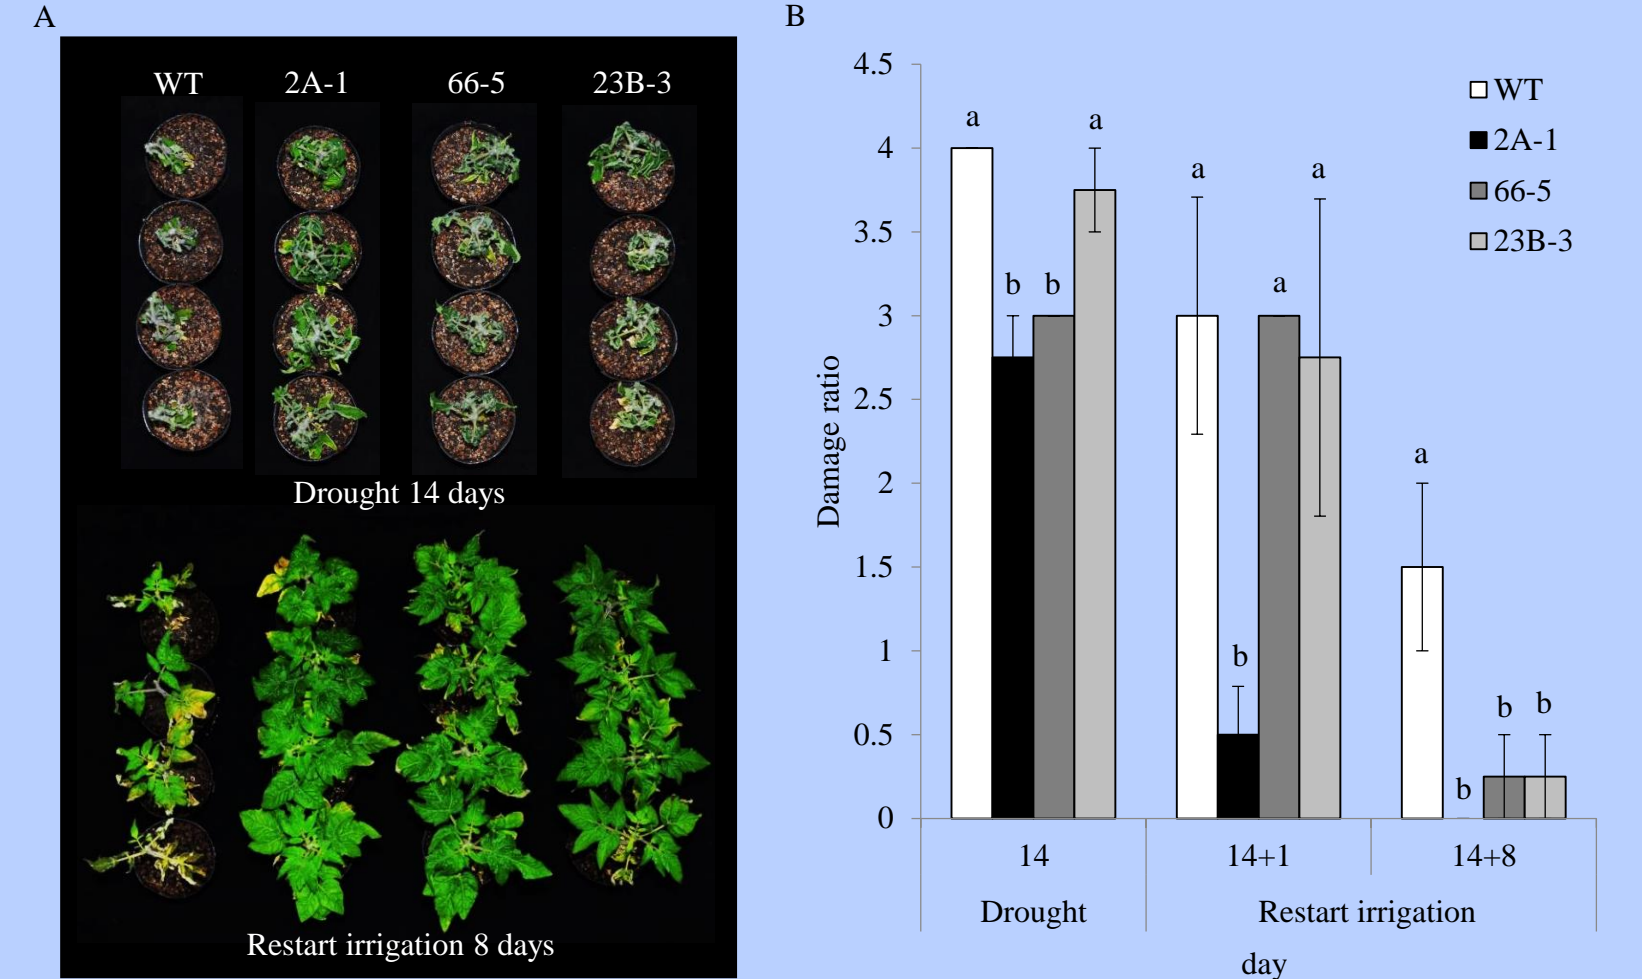 A
WT 2A-1 66-5 23B-3
Drought 14 days
Restart irrigation 8 days
B
4.5
4
3.5
3
2.5
2
1.5
1
0.5
0
Damage ratio
a b b a
a b a a
a b b b
WT
2A-1
66-5
23B-3
14 14+1 14+8
Drought Restart irrigation
day